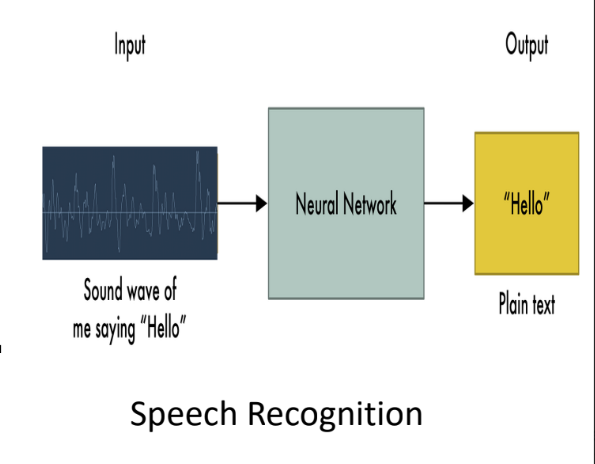 Input
Output
Neural Network
"Hello"
Sound wave of
me saying "Hello"
Plain text
Speech Recognition